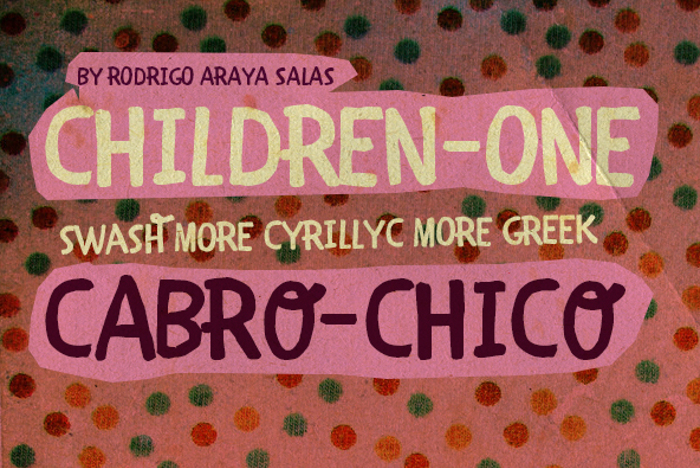 BY RODRIGO ARAYA SALAS
CHILDREN-ONE
SWASH MORE CYRILLYC MORE GREEK
CABRO-CHICO